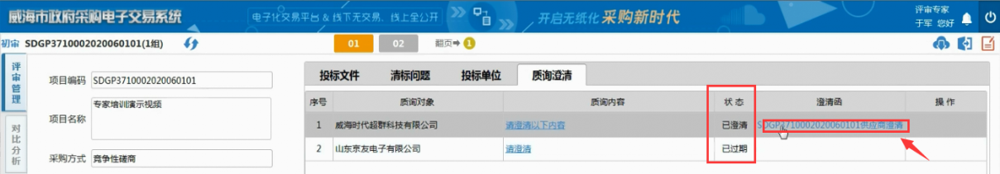 威海市政府采购电子交易系统
电子化交易平台 & 线下无交易、线上全公开
开启无纸化 采购新时代
评审专家
于军 您好
初审 SDGP3710002020060101(1组)
01
02
翻页 1
评审管理
对比分析
项目编码 SDGP3710002020060101
项目名称 专家培训演示视频
采购方式 竞争性磋商
投标文件 清标问题 投标单位 质询澄清
序号 质询对象 质询内容 状态 澄清函 操作
1 威海时代超群科技有限公司 请澄清以下内容 已澄清 SDGP3710002020060101供应商澄清
2 山东京友电子有限公司 请澄清 已过期